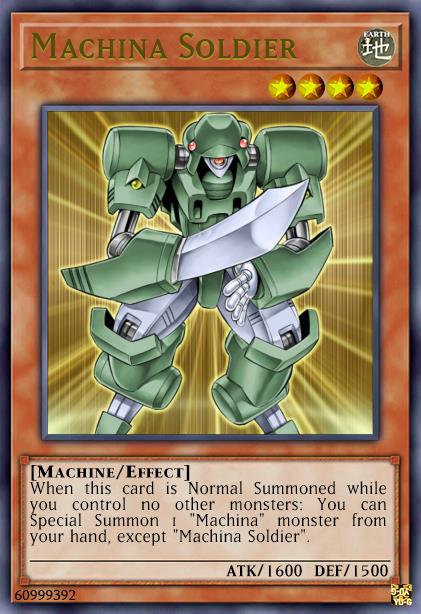 Machina Soldier
EARTH
地
[Machine/Effect]
When this card is Normal Summoned while
you control no other monsters: You can
Special Summon 1 "Machina" monster from
your hand, except "Machina Soldier".
ATK/1600 DEF/1500
60999392